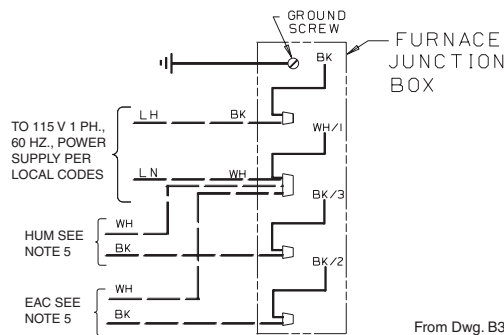 GROUND
SCREW
FURNACE
JUNCTION
BOX
BK
LH BK
TO 115 V 1 PH.,
60 HZ., POWER
SUPPLY PER
LOCAL CODES
WH/1
LN WH
BK/3
WH
HUM SEE
NOTE 5
BK
BK/2
WH
EAC SEE
NOTE 5
BK
From Dwg. B3